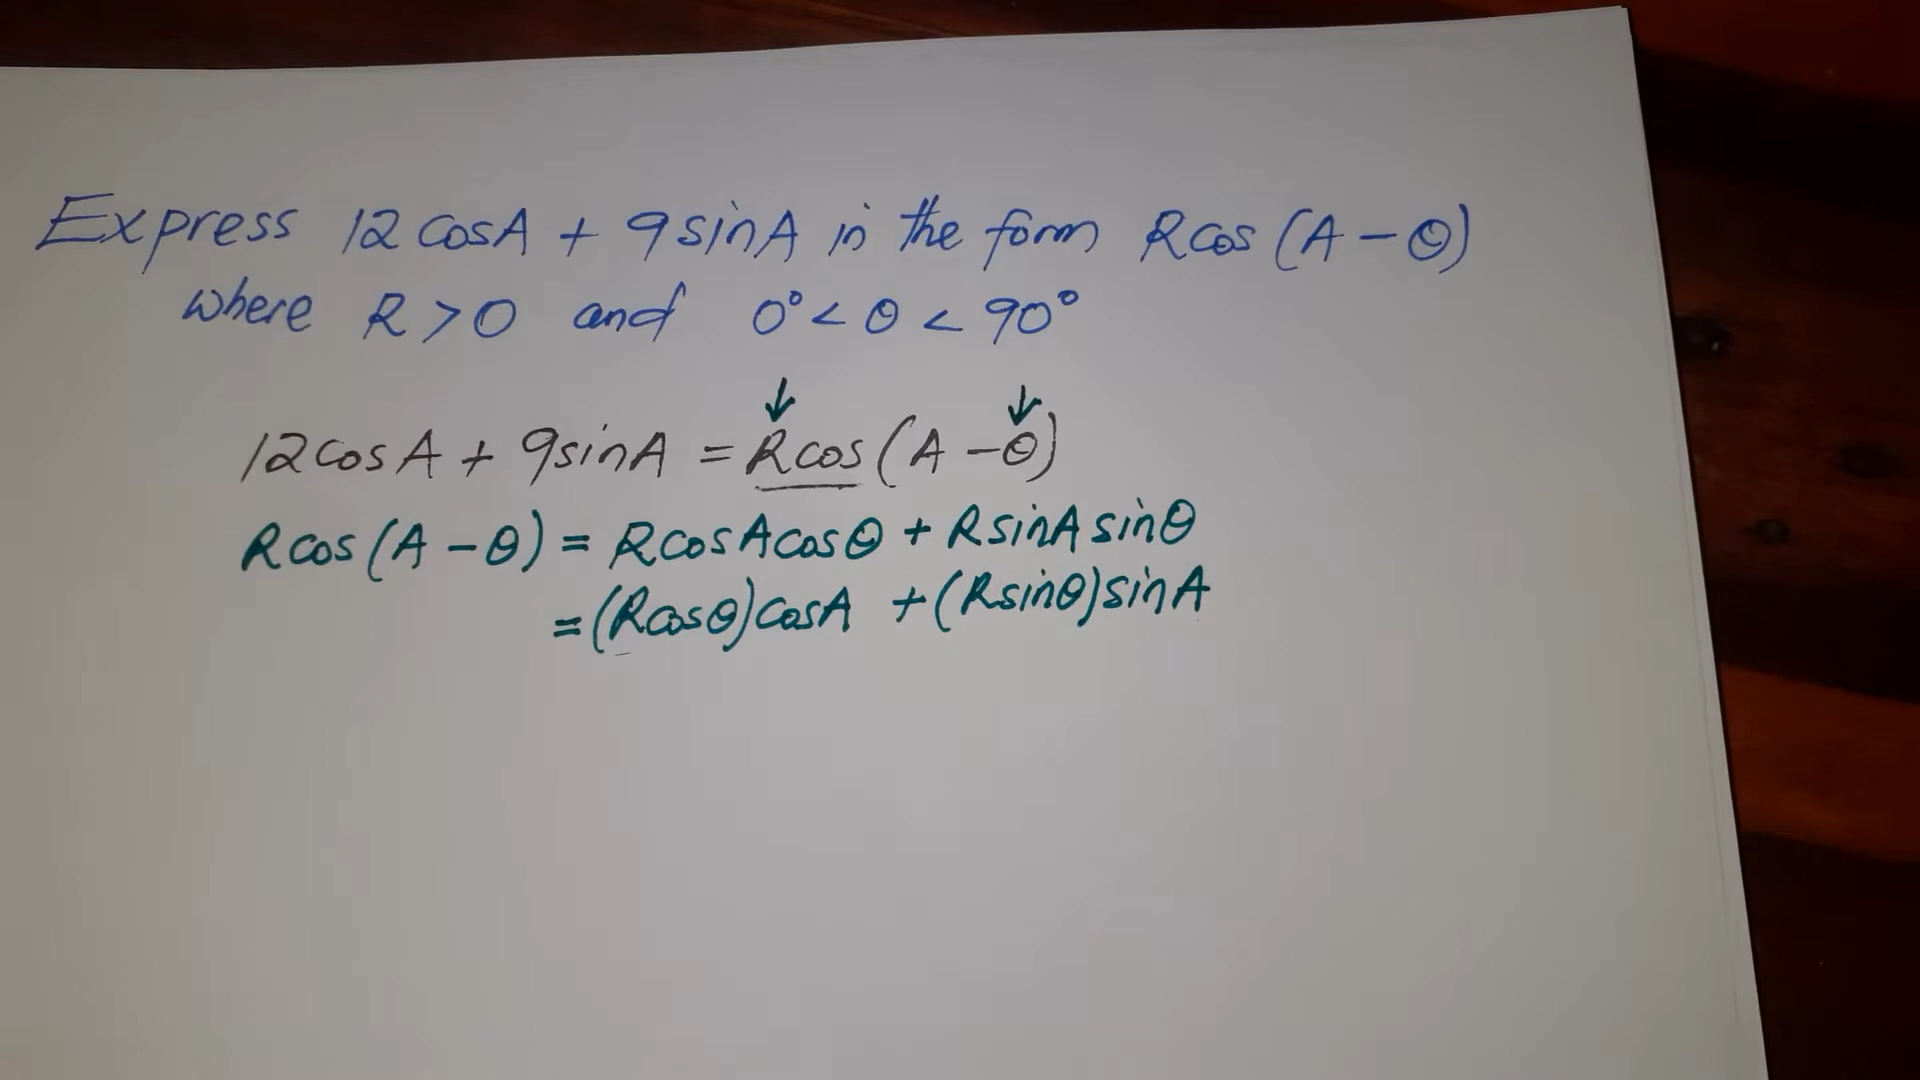 Express 12 cosA + 9 sinA in the form Rcos (A - θ)
where R > 0 and 0° < θ < 90°
↓ ↓
12cosA + 9sinA = Rcos (A - θ)
Rcos (A - θ) = RcosAcosθ + RsinA sinθ
= (Rcosθ)cosA + (Rsinθ)sinA